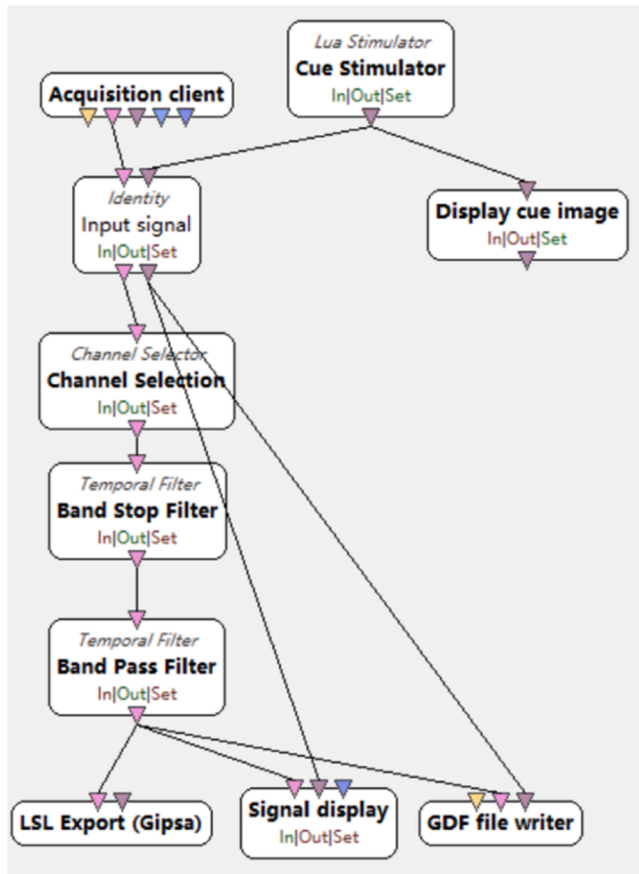 Lua Stimulator
Cue Stimulator
In|Out|Set
Acquisition client
Identity
Input signal
In|Out|Set
Display cue image
In|Out|Set
Channel Selector
Channel Selection
In|Out|Set
Temporal Filter
Band Stop Filter
In|Out|Set
Temporal Filter
Band Pass Filter
In|Out|Set
LSL Export (Gipsa)
Signal display
In|Out|Set
GDF file writer